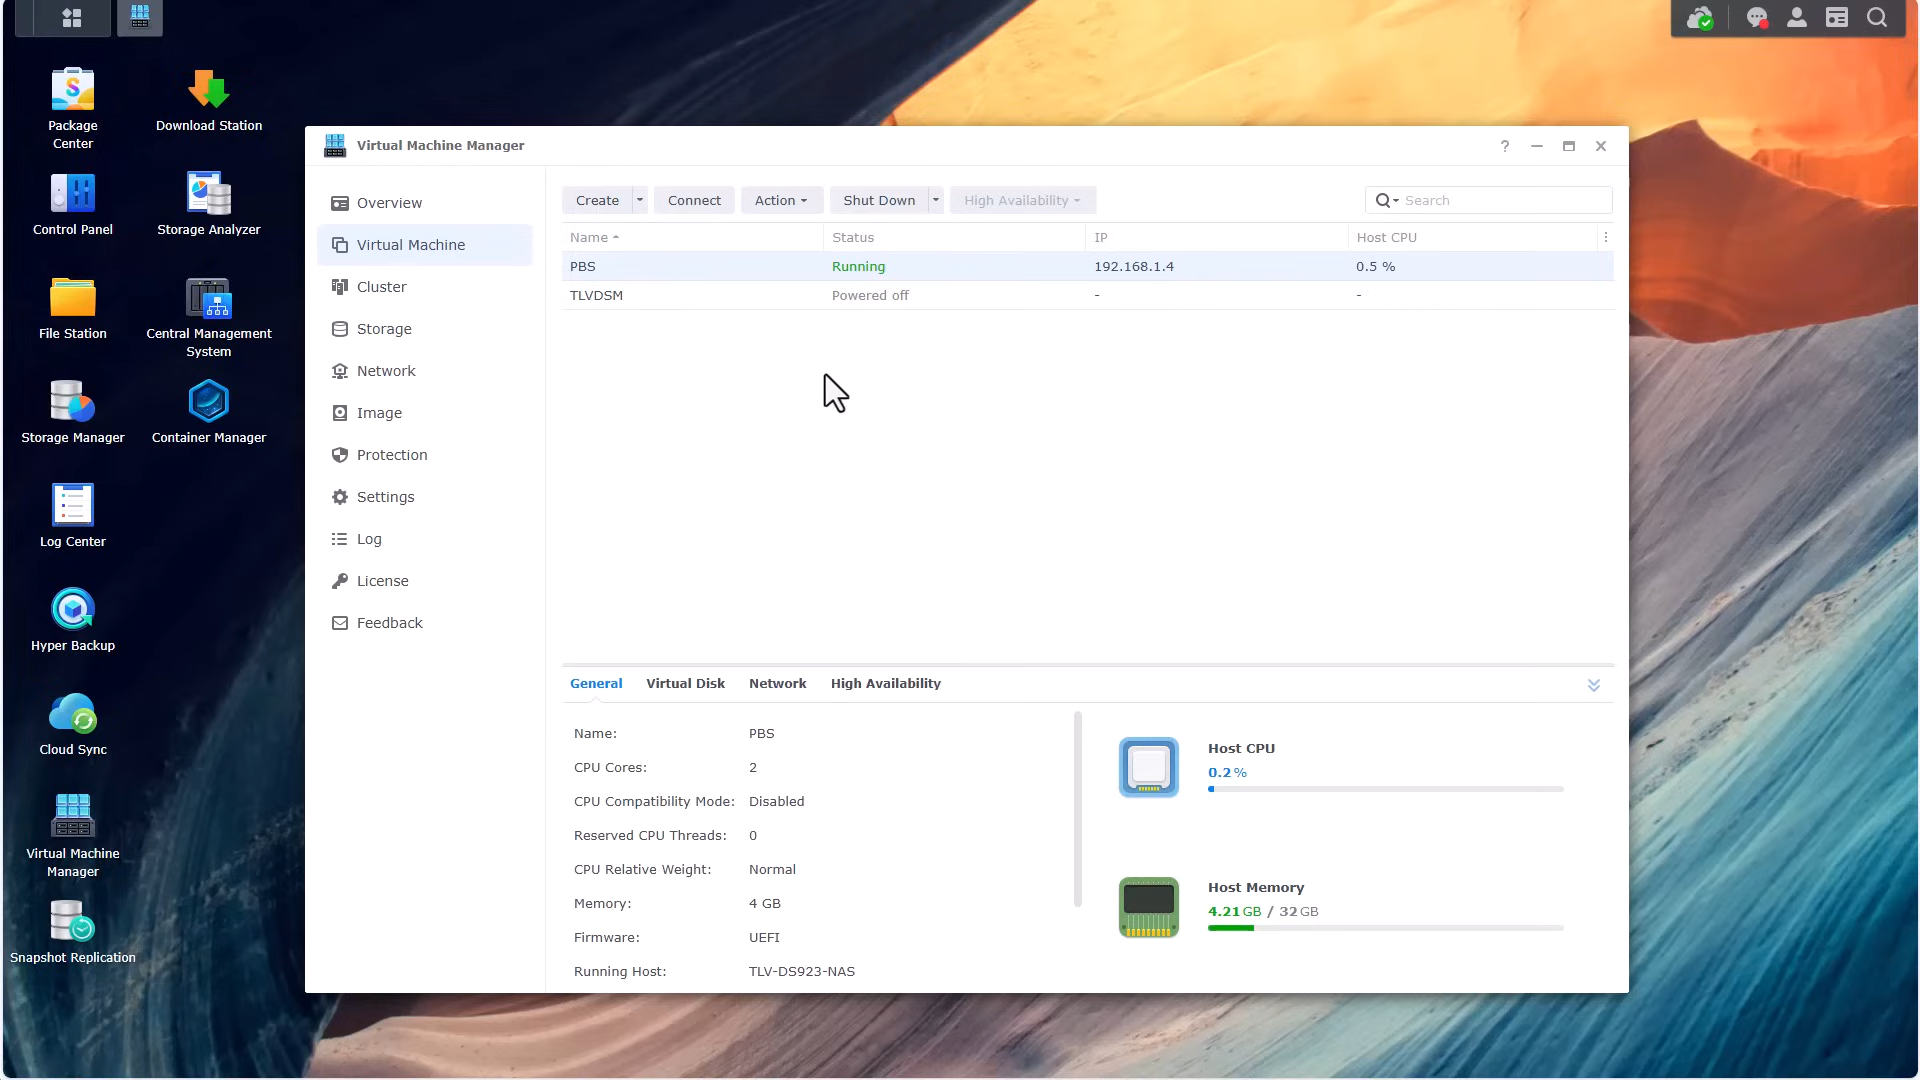 Package
Center
Download Station
Control Panel
Storage Analyzer
File Station
Central Management
System
Storage Manager
Container Manager
Log Center
Hyper Backup
Cloud Sync
Virtual Machine
Manager
Snapshot Replication
Virtual Machine Manager
?
Overview
Virtual Machine
Cluster
Storage
Network
Image
Protection
Settings
Log
License
Feedback
Create
Connect
Action
Shut Down
High Availability
Search
Name
Status
IP
Host CPU
PBS
Running
192.168.1.4
0.5 %
TLVDSM
Powered off
-
-
General
Virtual Disk
Network
High Availability
Name: PBS
CPU Cores: 2
CPU Compatibility Mode: Disabled
Reserved CPU Threads: 0
CPU Relative Weight: Normal
Memory: 4 GB
Firmware: UEFI
Running Host: TLV-DS923-NAS
Host CPU
0.2 %
Host Memory
4.21 GB / 32 GB